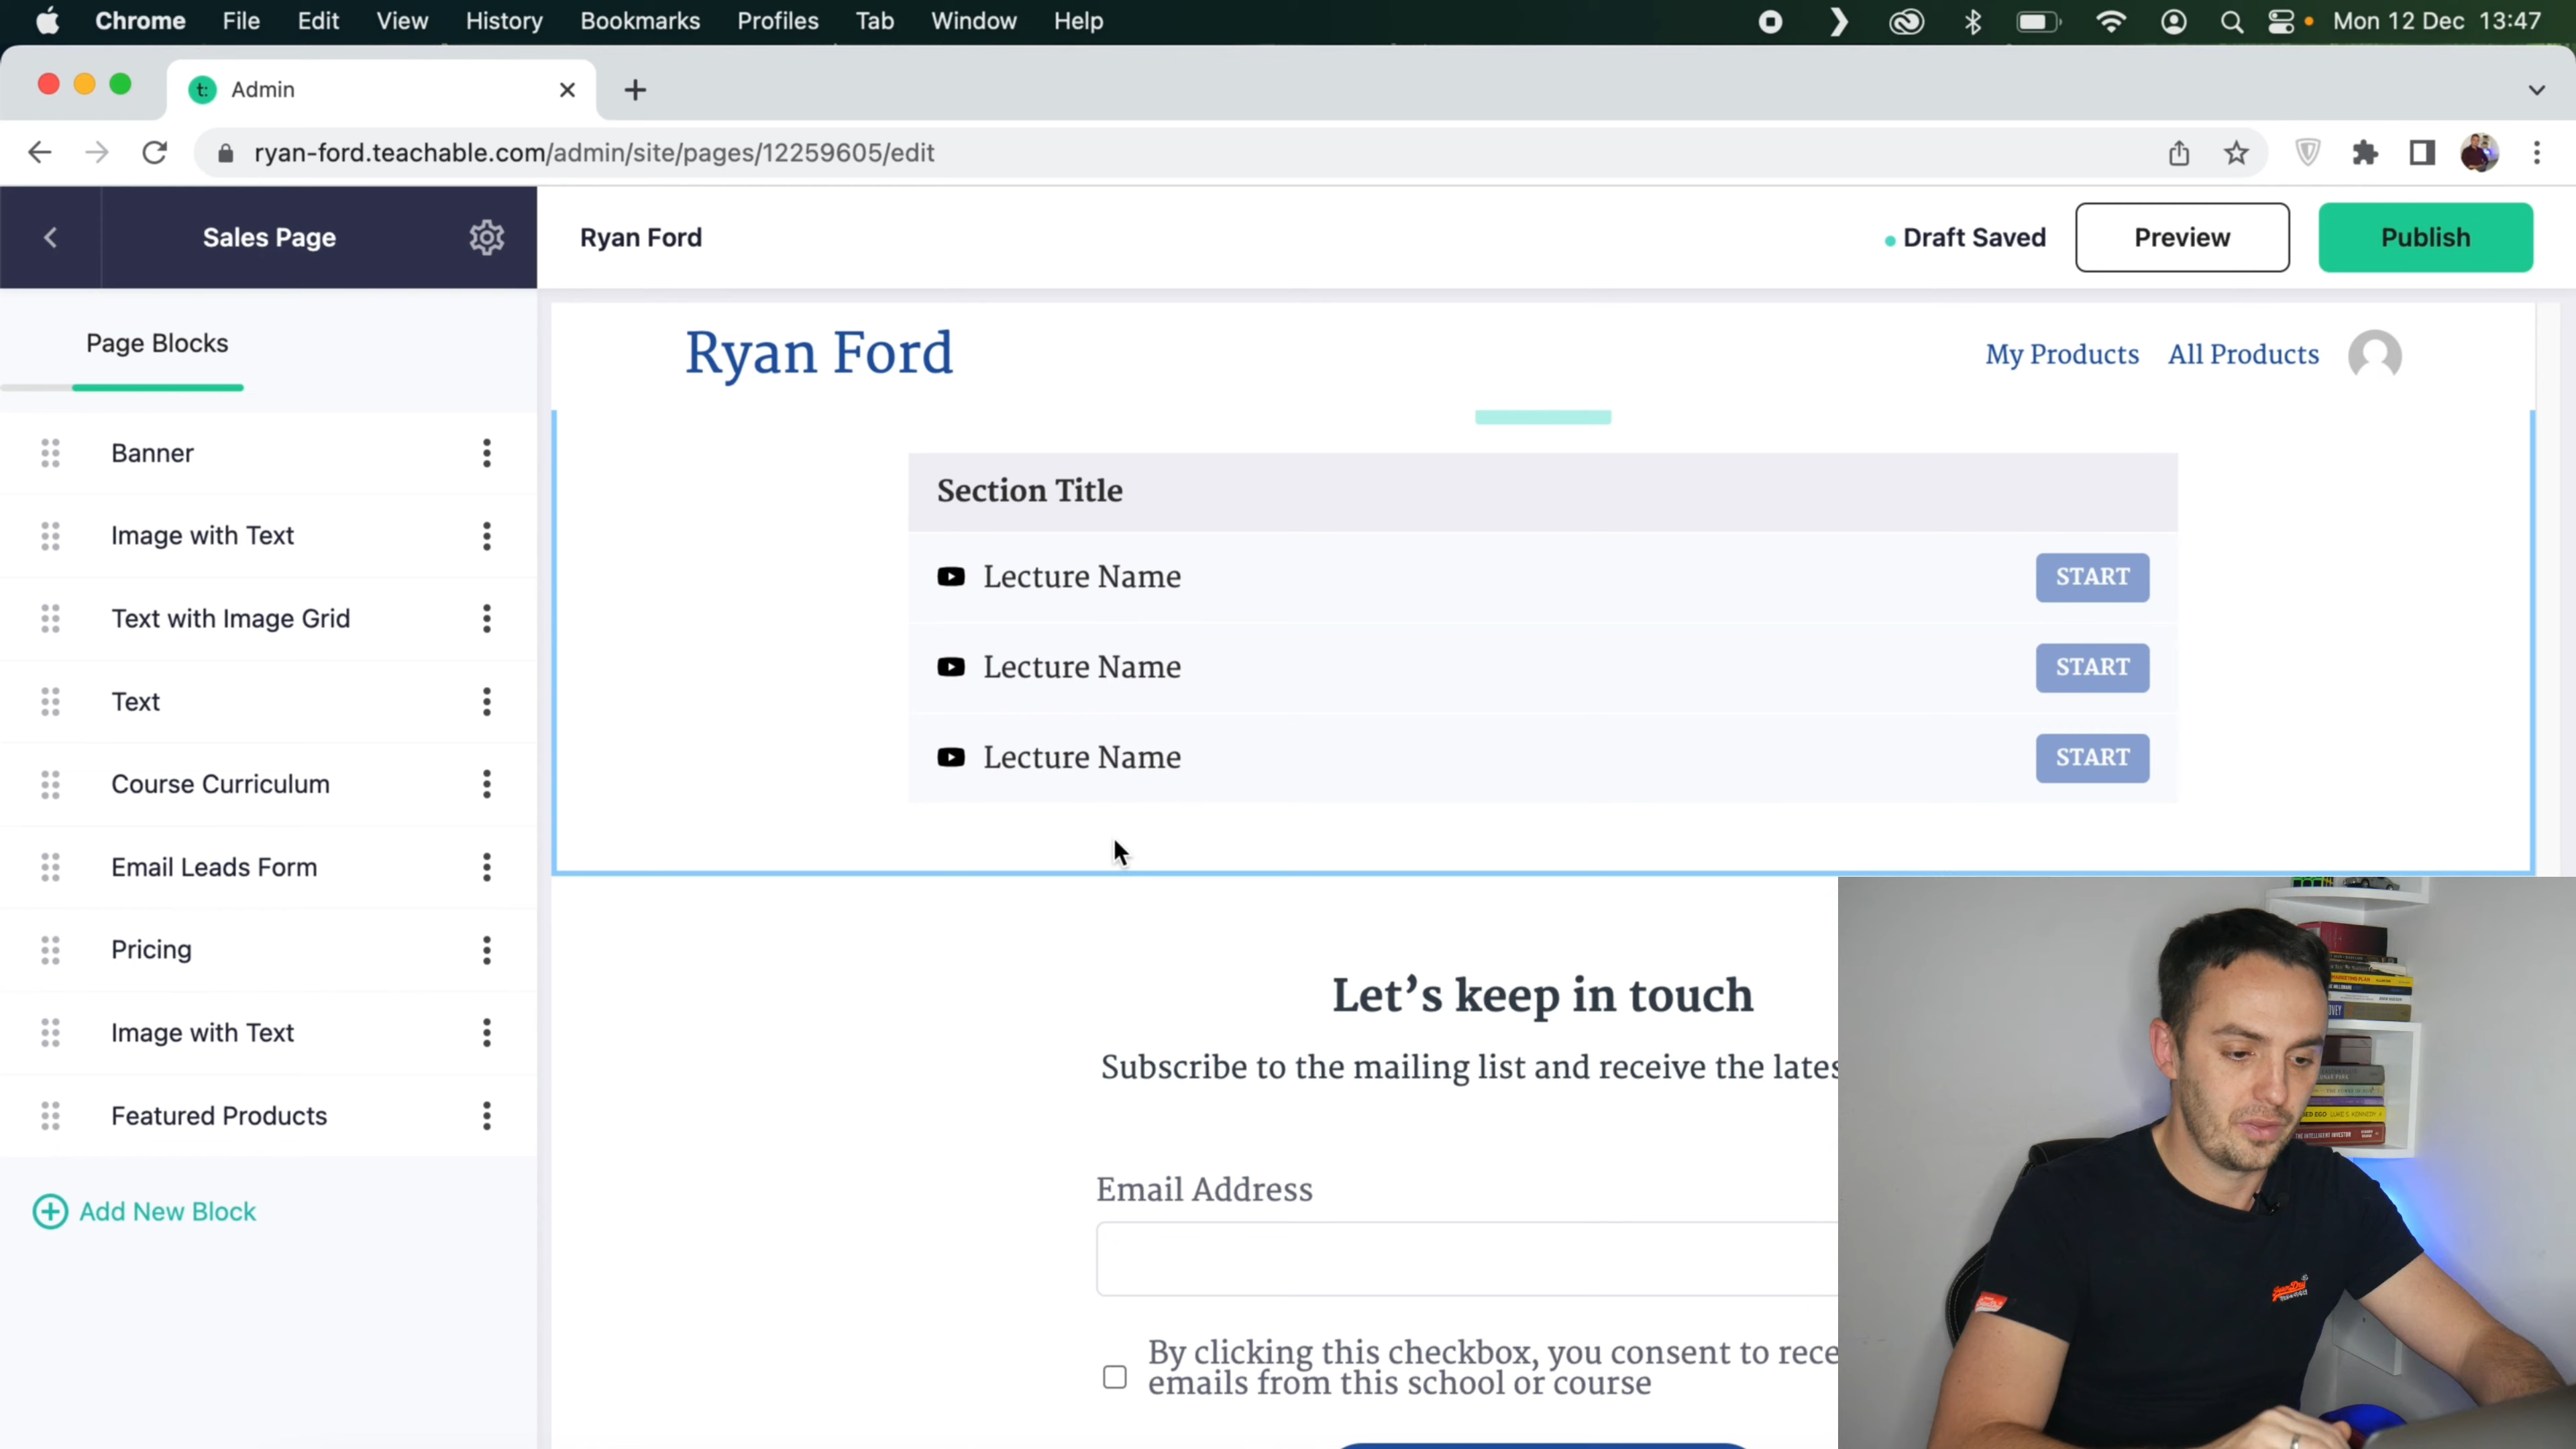 Chrome File Edit View History Bookmarks Profiles Tab Window Help Mon 12 Dec 13:47
t: Admin
ryan-ford.teachable.com/admin/site/pages/12259605/edit
Sales Page
Ryan Ford
Draft Saved
Preview
Publish
Page Blocks
Banner
Image with Text
Text with Image Grid
Text
Course Curriculum
Email Leads Form
Pricing
Image with Text
Featured Products
Add New Block
Ryan Ford
My Products All Products
Section Title
Lecture Name START
Lecture Name START
Lecture Name START
Let's keep in touch
Subscribe to the mailing list and receive the lates
Email Address
By clicking this checkbox, you consent to rece
emails from this school or course